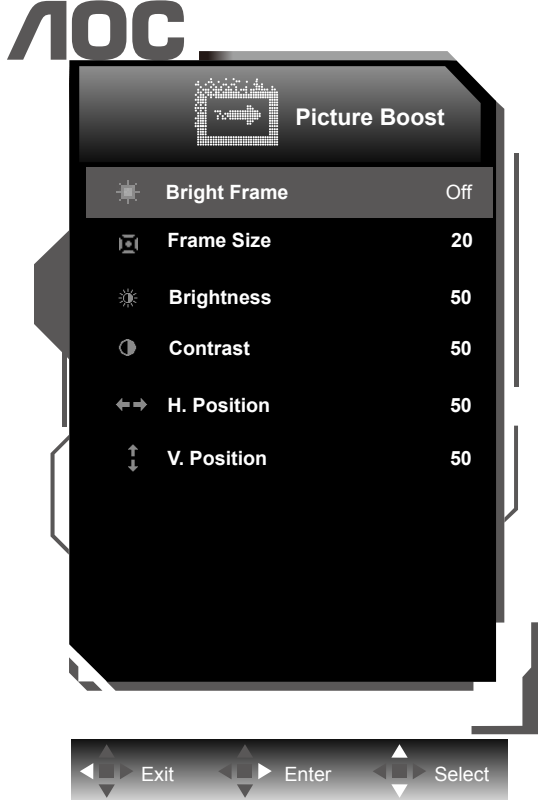 AOC
Picture Boost
Bright Frame Off
Frame Size 20
Brightness 50
Contrast 50
H. Position 50
V. Position 50
Exit Enter Select